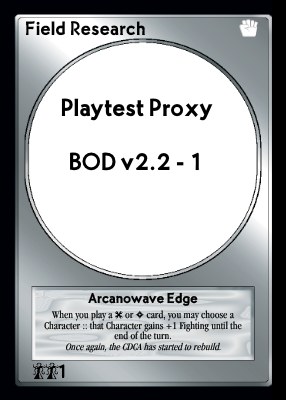 Field Research
Playtest Proxy
BOD v2.2 - 1
Arcanowave Edge
When you play a or card, you may choose a
Character :: that Character gains +1 Fighting until the
end of the turn.
Once again, the CDCA has started to rebuild.
1